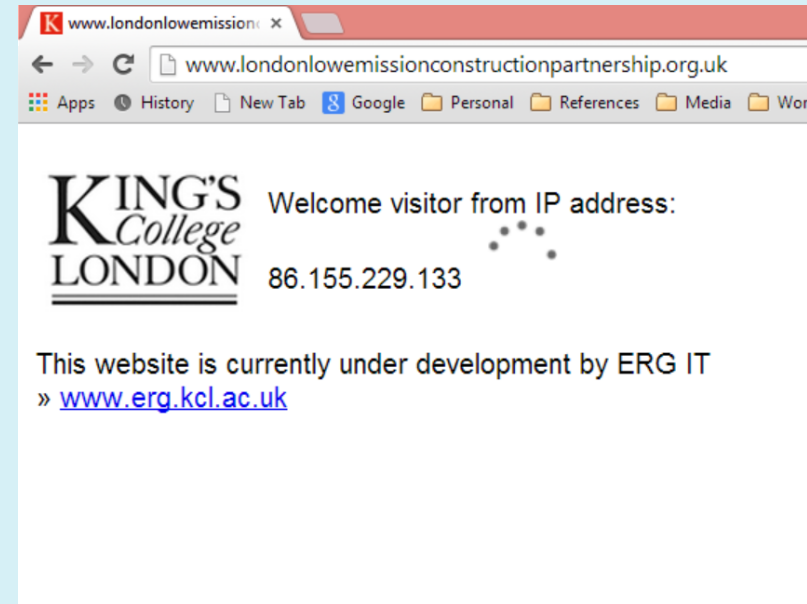 www.londonlowemission
www.londonlowemissionconstructionpartnership.org.uk
Apps History New Tab Google Personal References Media Wor
KING'S
College
LONDON
Welcome visitor from IP address:
86.155.229.133
This website is currently under development by ERG IT
» www.erg.kcl.ac.uk